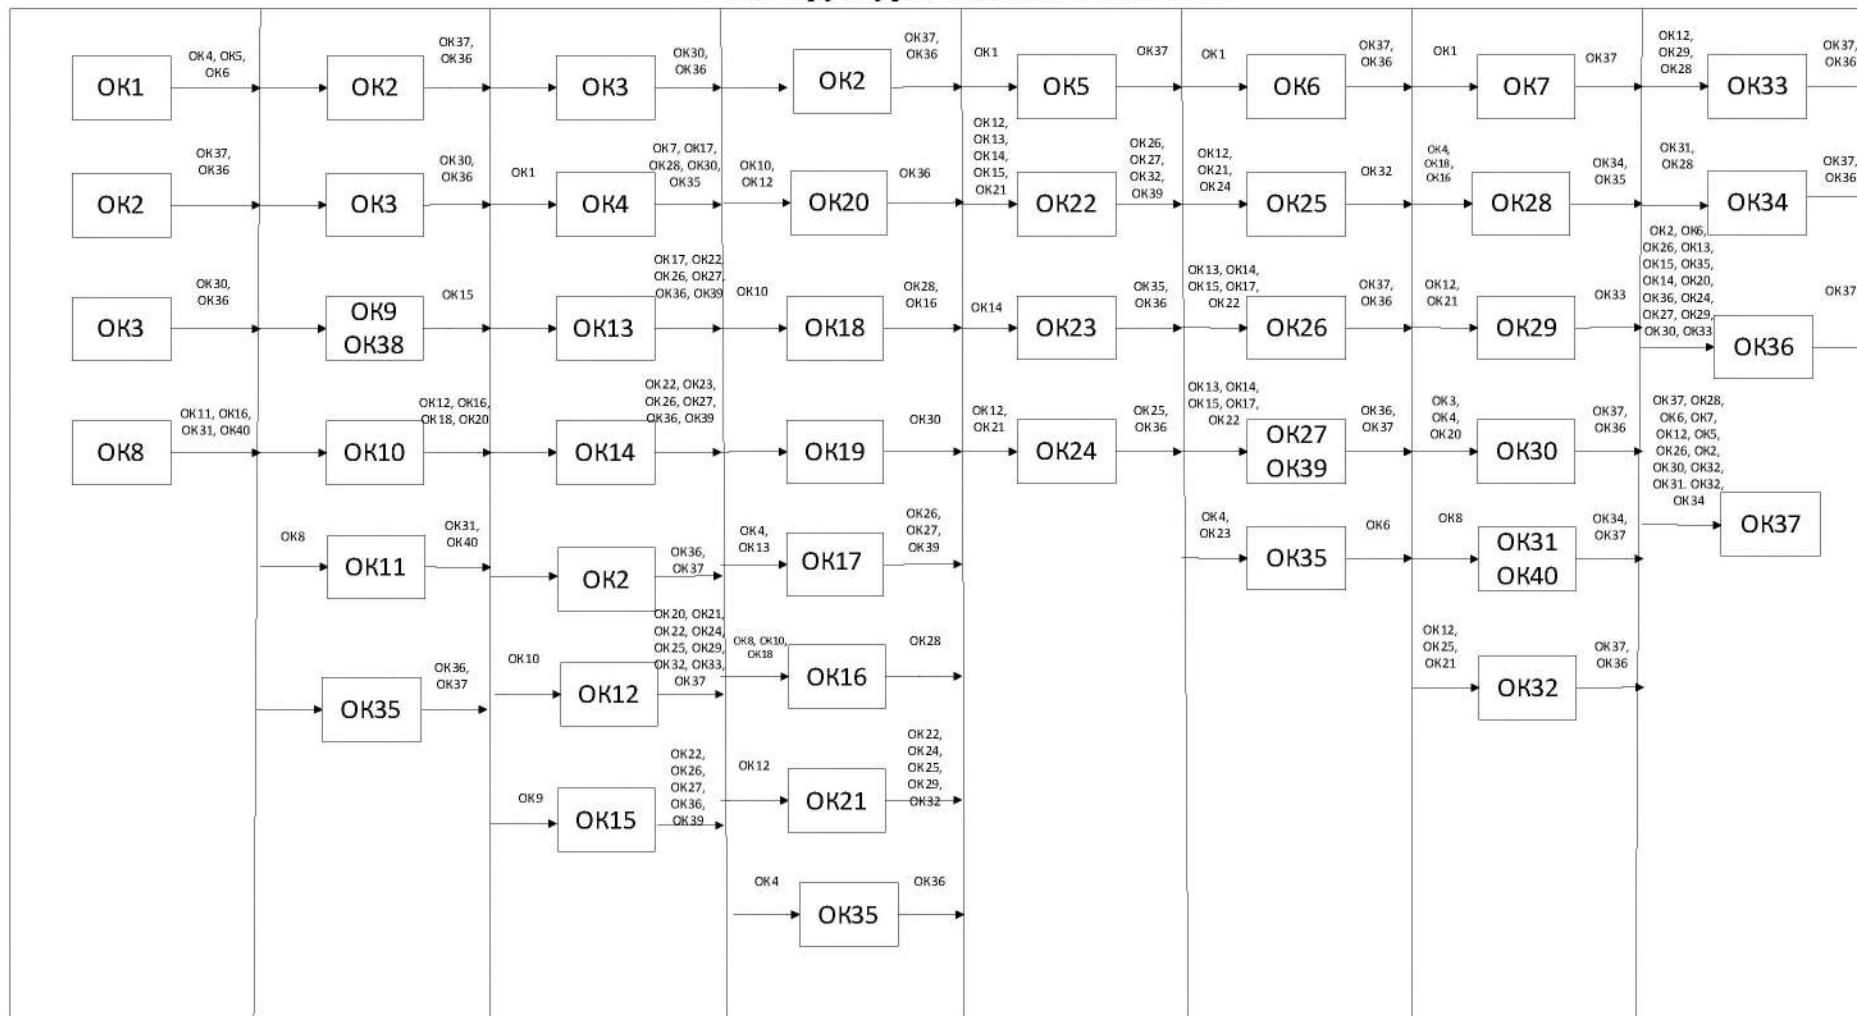 ОК4, ОК5,
ОК6
ОК1
ОК37,
ОК36
ОК2
ОК30,
ОК36
ОК3
ОК11, ОК16,
ОК31, ОК40
ОК8
ОК37,
ОК36
ОК2
ОК30,
ОК36
ОК3
ОК15
ОК9
ОК38
ОК12, ОК16,
ОК18, ОК20
ОК10
ОК8
ОК31,
ОК40
ОК11
ОК36,
ОК37
ОК35
ОК30,
ОК36
ОК3
ОК1
ОК7, ОК17,
ОК28, ОК30,
ОК35
ОК4
ОК17, ОК22,
ОК26, ОК27,
ОК36, ОК39
ОК13
ОК22, ОК23,
ОК26, ОК27,
ОК36, ОК39
ОК14
ОК36,
ОК37
ОК2
ОК10
ОК20, ОК21,
ОК22, ОК24,
ОК25, ОК29,
ОК32, ОК33,
ОК37
ОК12
ОК9
ОК22,
ОК26,
ОК27,
ОК36,
ОК39
ОК15
ОК37,
ОК36
ОК2
ОК10,
ОК12
ОК36
ОК20
ОК10
ОК28,
ОК16
ОК18
ОК30
ОК19
ОК4,
ОК13
ОК26,
ОК27,
ОК39
ОК17
ОК8, ОК10,
ОК18
ОК28
ОК16
ОК12
ОК22,
ОК24,
ОК25,
ОК29,
ОК32
ОК21
ОК4
ОК36
ОК35
ОК1
ОК37
ОК5
ОК12,
ОК13,
ОК14,
ОК15,
ОК21
ОК26,
ОК27,
ОК32,
ОК39
ОК22
ОК14
ОК35,
ОК36
ОК23
ОК12,
ОК21
ОК25,
ОК36
ОК24
ОК1
ОК37,
ОК36
ОК6
ОК12,
ОК21,
ОК24
ОК32
ОК25
ОК13, ОК14,
ОК15, ОК17,
ОК22
ОК37,
ОК36
ОК26
ОК13, ОК14,
ОК15, ОК17,
ОК22
ОК36,
ОК37
ОК27
ОК39
ОК4,
ОК23
ОК6
ОК35
ОК1
ОК37
ОК7
ОК4,
ОК18,
ОК16
ОК34,
ОК35
ОК28
ОК12,
ОК21
ОК33
ОК29
ОК3,
ОК4,
ОК20
ОК37,
ОК36
ОК30
ОК8
ОК34,
ОК37
ОК31
ОК40
ОК12,
ОК25,
ОК21
ОК37,
ОК36
ОК32
ОК12,
ОК29,
ОК28
ОК37,
ОК36
ОК33
ОК31,
ОК28
ОК37,
ОК36
ОК34
ОК2, ОК6,
ОК26, ОК13,
ОК15, ОК35,
ОК14, ОК20,
ОК36, ОК24,
ОК27, ОК29,
ОК30, ОК33
ОК37
ОК36
ОК37, ОК28,
ОК6, ОК7,
ОК12, ОК5,
ОК26, ОК2,
ОК30, ОК32,
ОК31. ОК32,
ОК34
ОК37